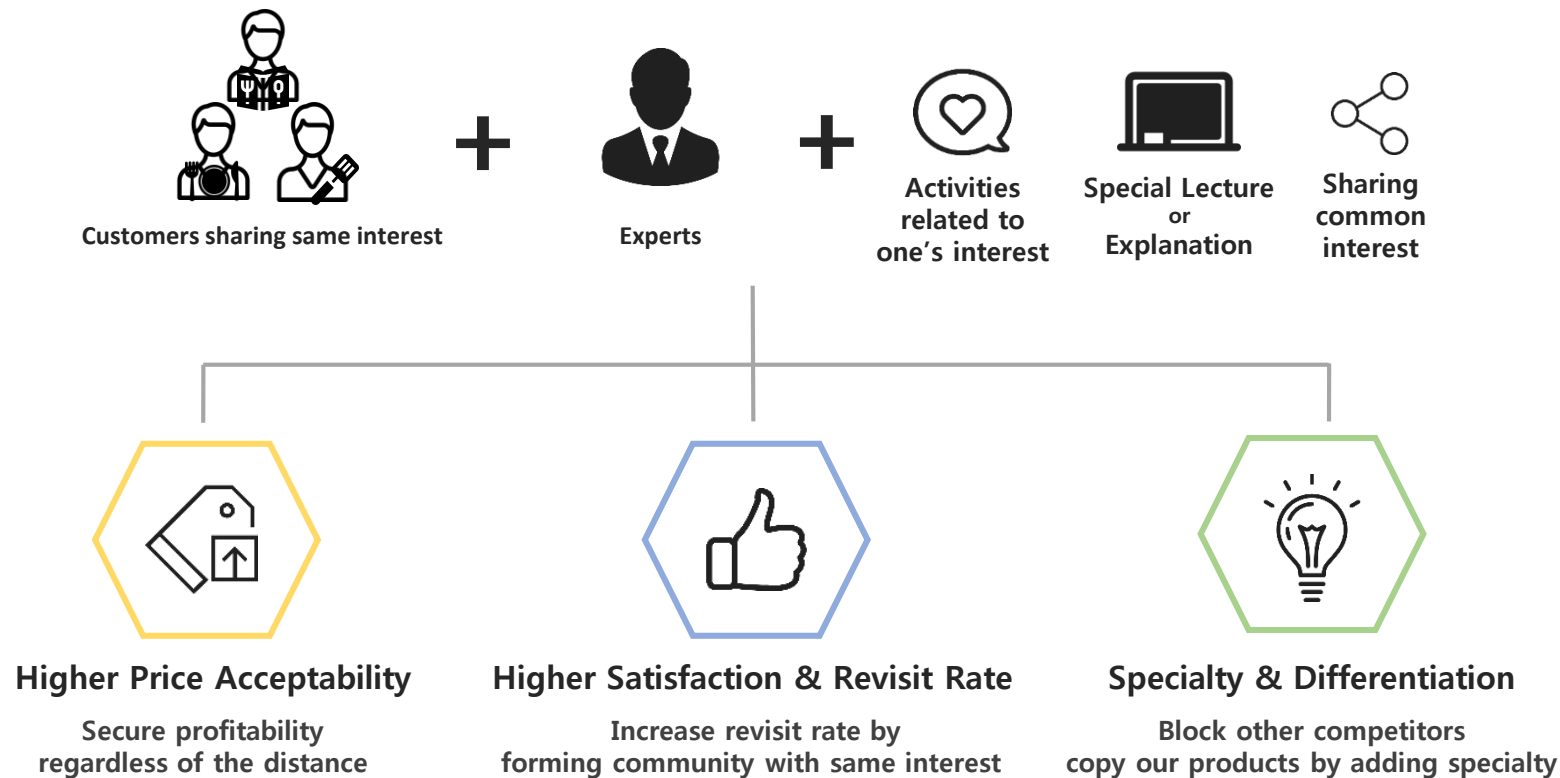 Customers sharing same interest
Experts
Activities
related to
one's interest
Special Lecture
or
Explanation
Sharing
common
interest
Higher Price Acceptability
Secure profitability
regardless of the distance
Higher Satisfaction & Revisit Rate
Increase revisit rate by
forming community with same interest
Specialty & Differentiation
Block other competitors
copy our products by adding specialty